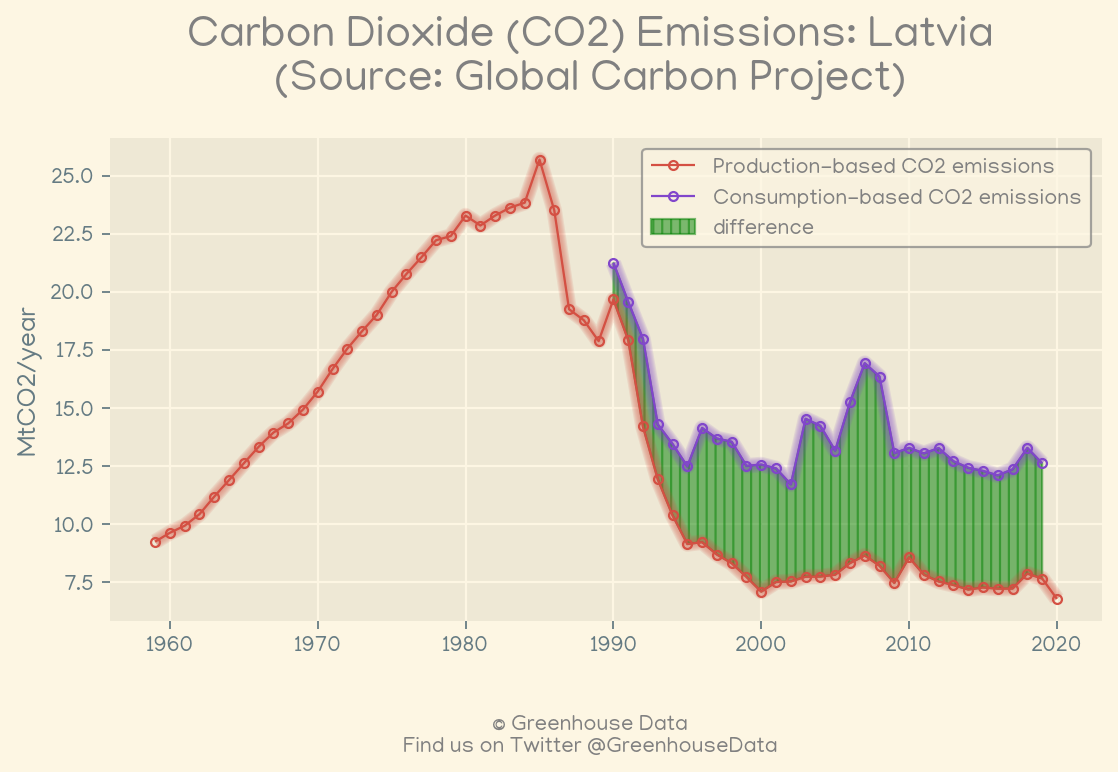 Carbon Dioxide (CO2) Emissions: Latvia
(Source: Global Carbon Project)
Production-based CO2 emissions
Consumption-based CO2 emissions
difference
MtCO2/year
25.0
22.5
20.0
17.5
15.0
12.5
10.0
7.5
1960 1970 1980 1990 2000 2010 2020
© Greenhouse Data
Find us on Twitter @GreenhouseData